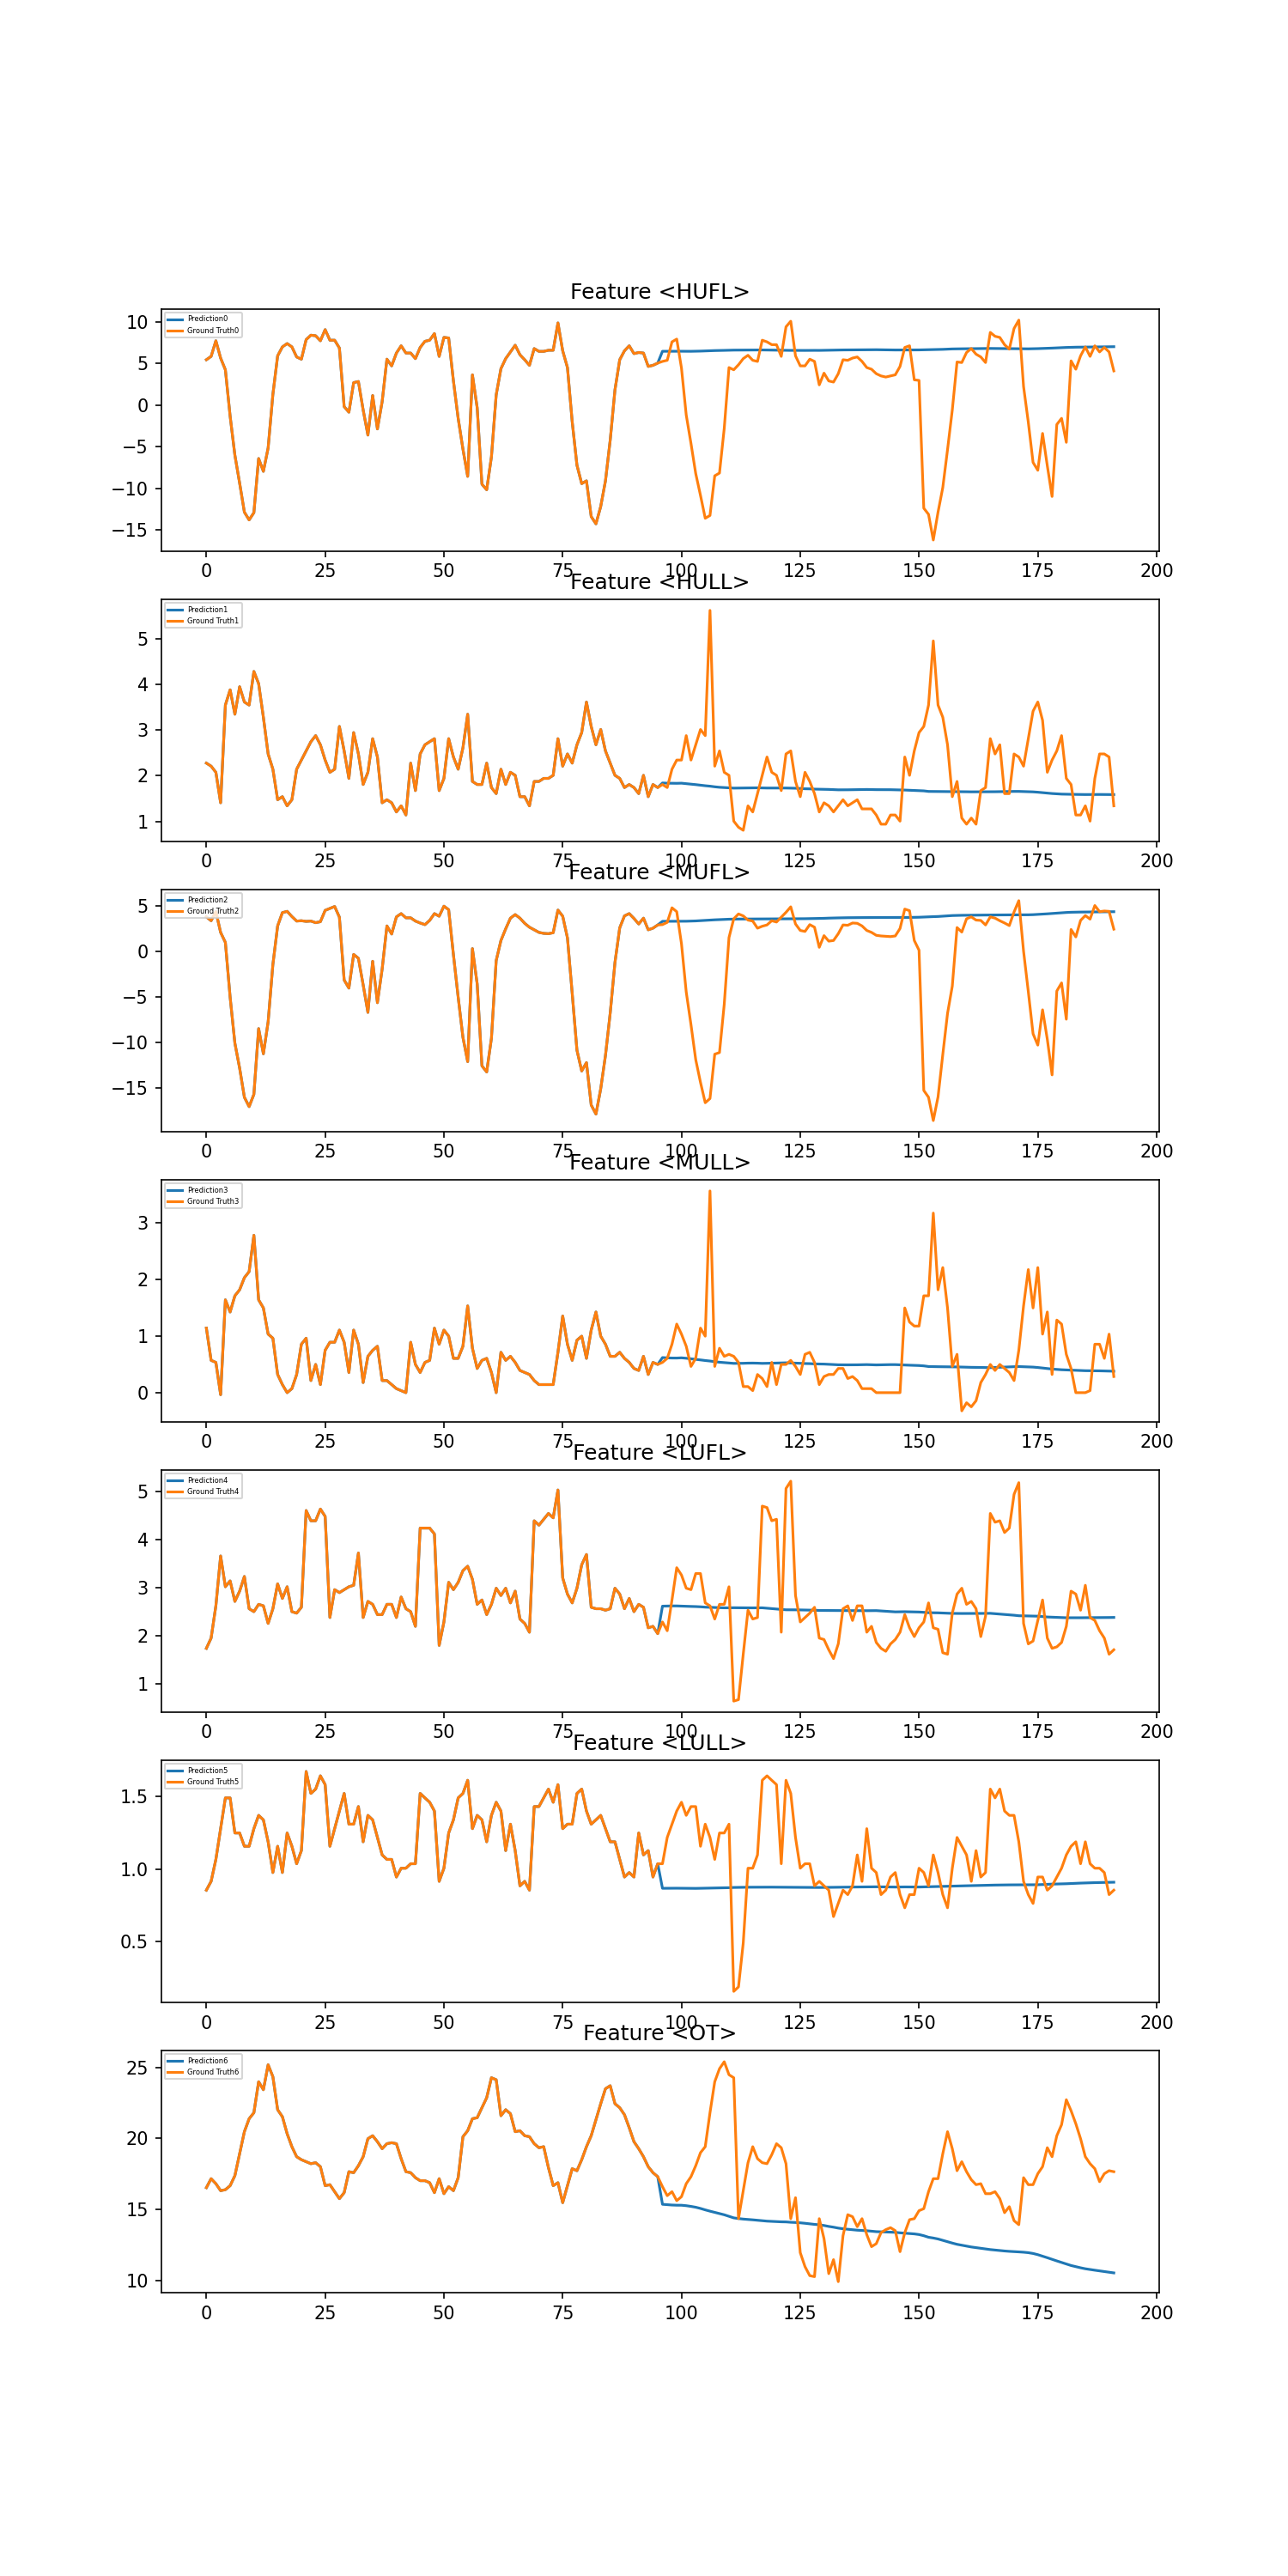 Feature <HUFL>
Prediction0
Ground Truth0
10
5
0
−5
−10
−15
0 25 50 75 100 125 150 175 200
Feature <HULL>
Prediction1
Ground Truth1
5
4
3
2
1
0 25 50 75 100 125 150 175 200
Feature <MUFL>
Prediction2
Ground Truth2
5
0
−5
−10
−15
0 25 50 75 100 125 150 175 200
Feature <MULL>
Prediction3
Ground Truth3
3
2
1
0
0 25 50 75 100 125 150 175 200
Feature <LUFL>
Prediction4
Ground Truth4
5
4
3
2
1
0 25 50 75 100 125 150 175 200
Feature <LULL>
Prediction5
Ground Truth5
1.5
1.0
0.5
0 25 50 75 100 125 150 175 200
Feature <OT>
Prediction6
Ground Truth6
25
20
15
10
0 25 50 75 100 125 150 175 200